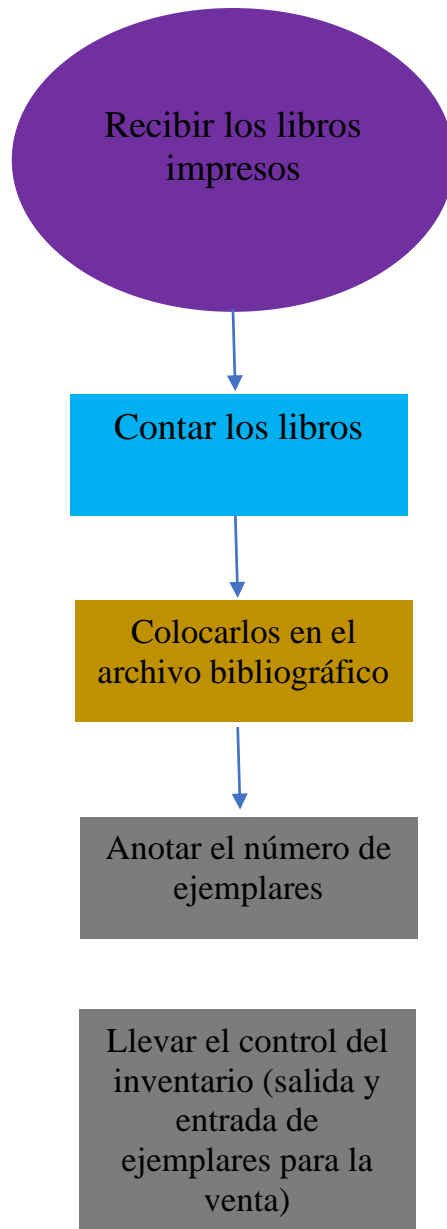 Recibir los libros
impresos
Contar los libros
Colocarlos en el
archivo bibliográfico
Anotar el número de
ejemplares
Llevar el control del
inventario (salida y
entrada de
ejemplares para la
venta)